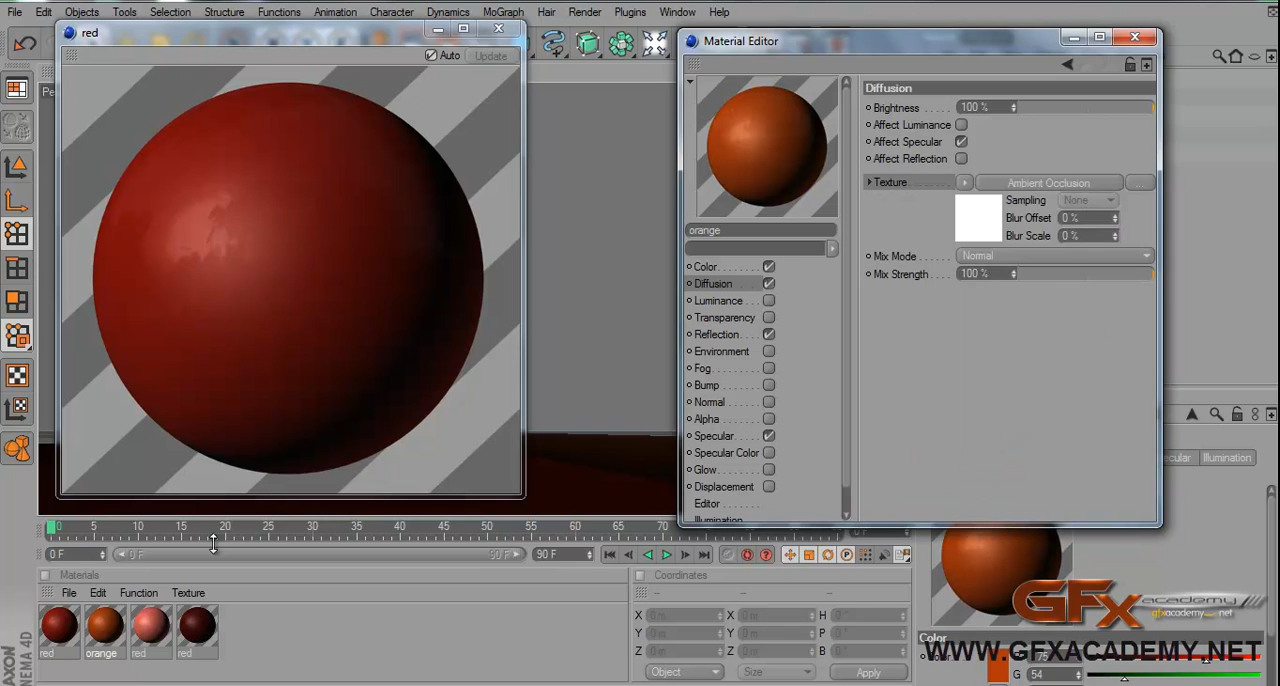 File Edit Objects Tools Selection Structure Functions Animation Character Dynamics MoGraph Hair Render Plugins Window Help
red
Auto Update
Material Editor
orange
Color
Diffusion
Luminance
Transparency
Reflection
Environment
Fog
Bump
Normal
Alpha
Specular
Specular Color
Glow
Displacement
Editor
Illumination
Diffusion
Brightness 100 %
Affect Luminance
Affect Specular
Affect Reflection
Texture Ambient Occlusion ...
Sampling None
Blur Offset 0 %
Blur Scale 0 %
Mix Mode Normal
Mix Strength 100 %
Illumination
0 5 10 15 20 25 30 35 40 45 50 55 60 65 70
0 F 0 F 90 F 90 F
Materials
File Edit Function Texture
red orange red red
Coordinates
-- -- --
X 0 m X 0 m H 0 °
Y 0 m Y 0 m P 0 °
Z 0 m Z 0 m B 0 °
Object Size Apply
GFx academy
gfxacademy.net
WWW.GFXACADEMY.NET
Color
G 54